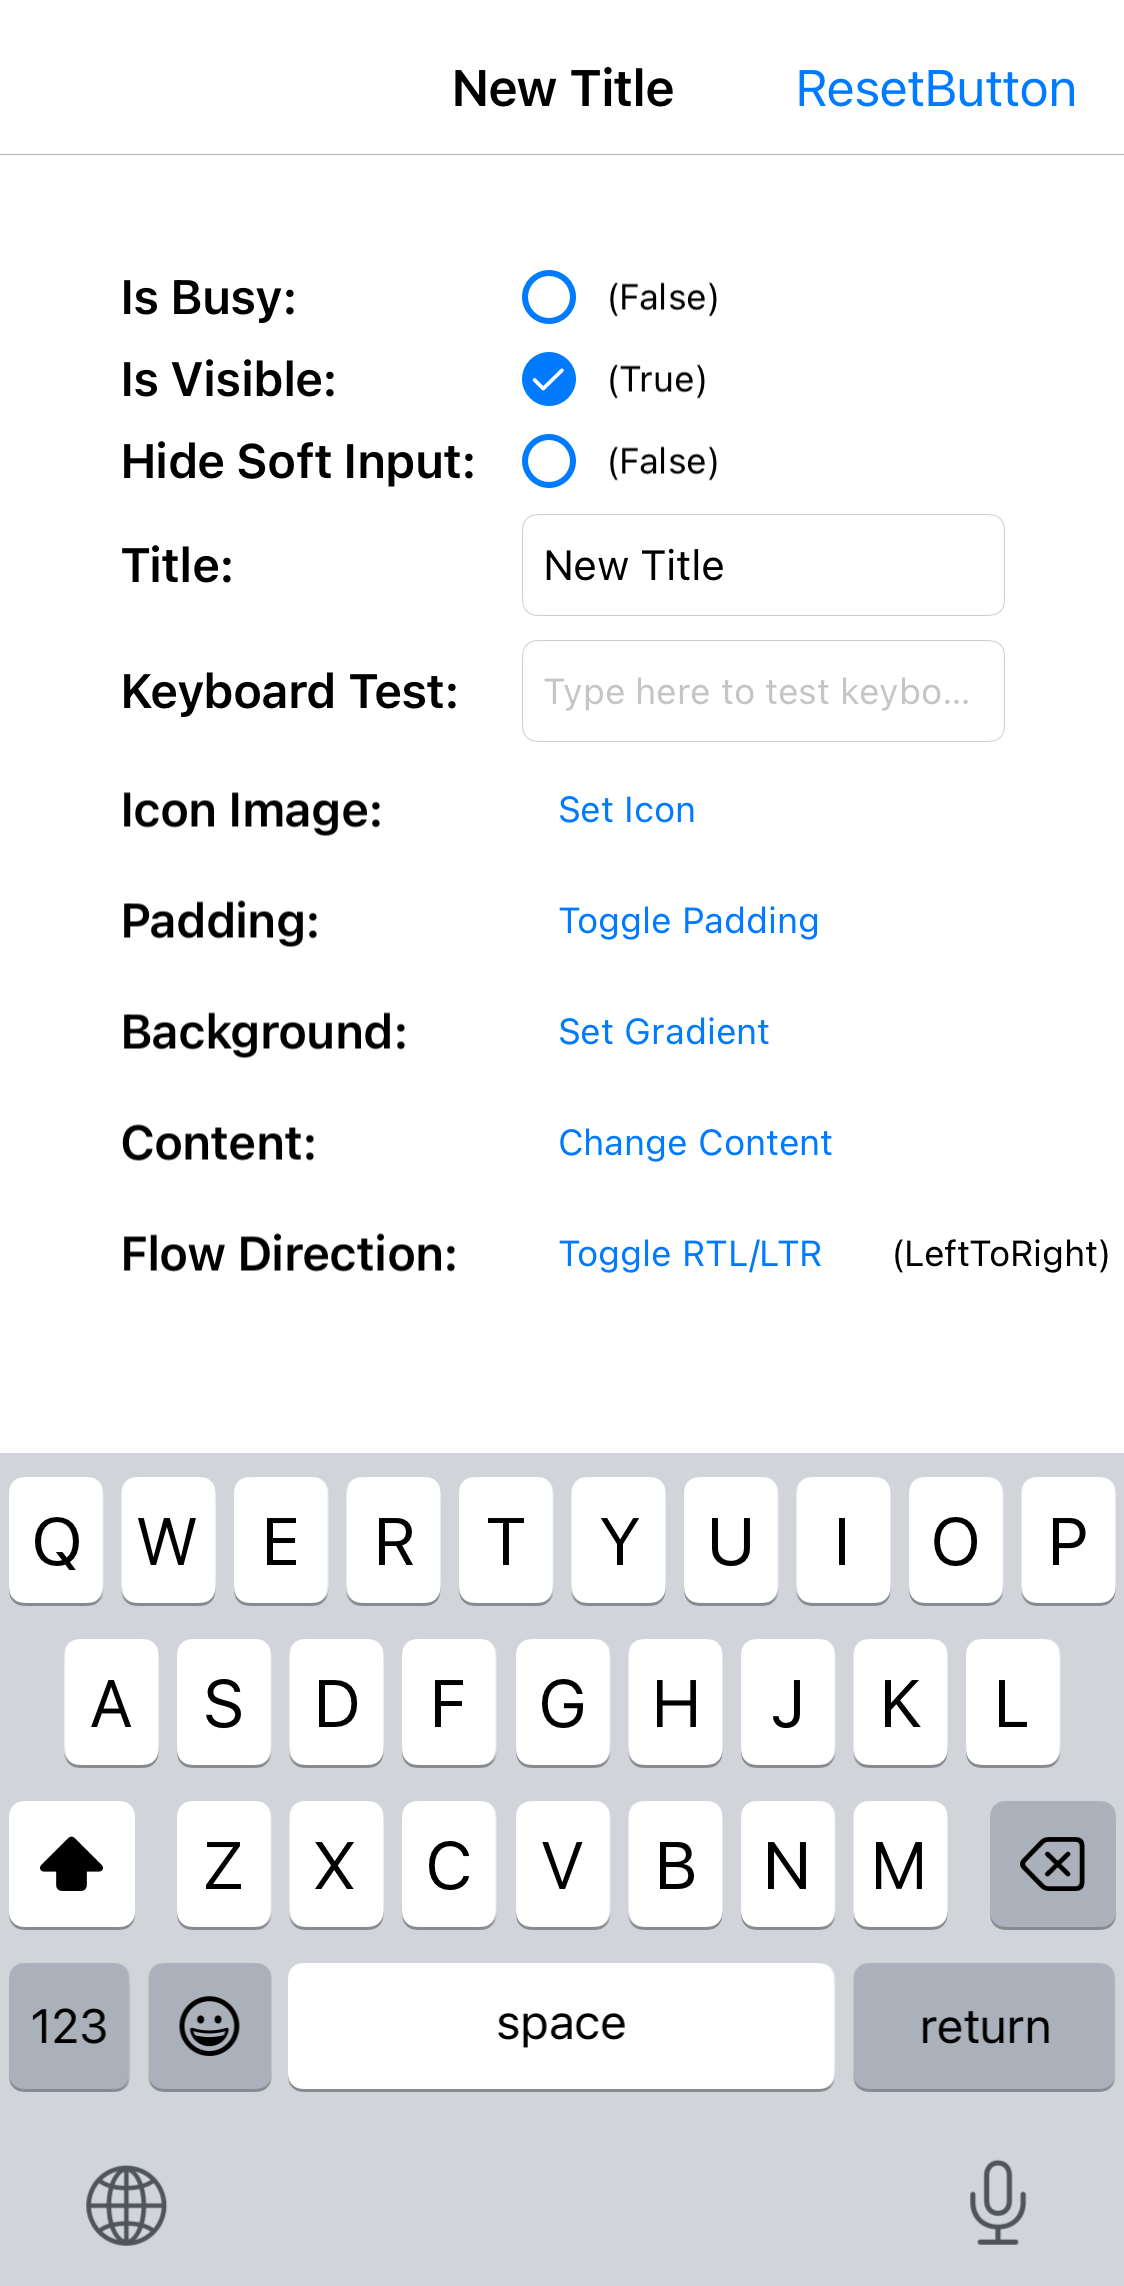 New Title ResetButton
Is Busy: (False)
Is Visible: (True)
Hide Soft Input: (False)
Title: New Title
Keyboard Test: Type here to test keybo...
Icon Image: Set Icon
Padding: Toggle Padding
Background: Set Gradient
Content: Change Content
Flow Direction: Toggle RTL/LTR (LeftToRight)
Q W E R T Y U I O P
A S D F G H J K L
Z X C V B N M
123 space return